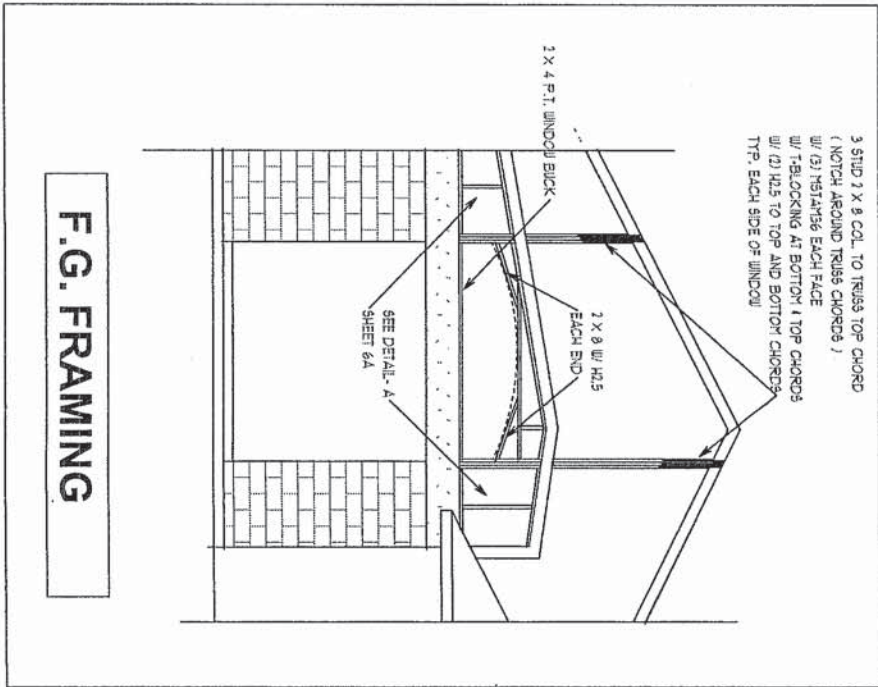 3 STUD 2 X 8 COL. TO TRUSS TOP CHORD
( NOTCH AROUND TRUSS CHORDS )
W/ (3) MSTAM36 EACH FACE
W/ T-BLOCKING AT BOTTOM & TOP CHORDS
W/ (2) H2.5 TO TOP AND BOTTOM CHORDS
TYP. EACH SIDE OF WINDOW
2 X 4 P.T. WINDOW BUCK
2 X 8 W/ H2.5
EACH END
SEE DETAIL- A
SHEET 6A
F.G. FRAMING